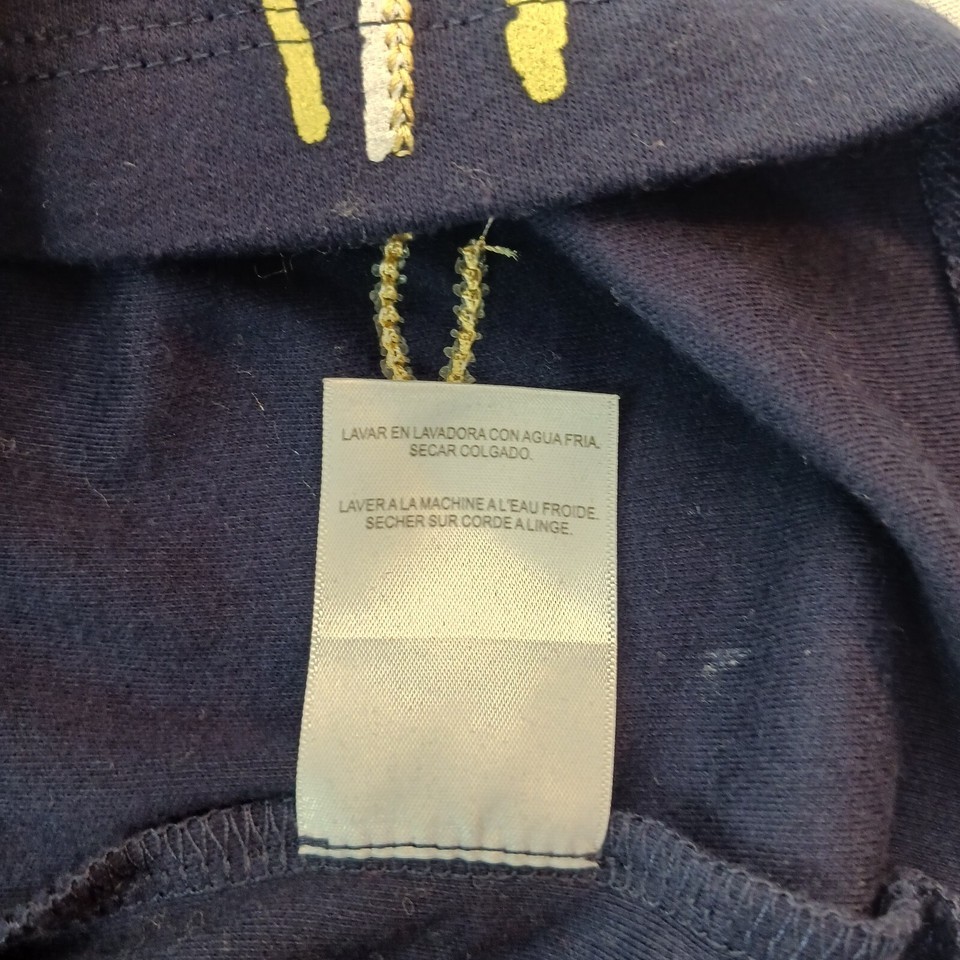 LAVAR EN LAVADORA CON AGUA FRIA.
SECAR COLGADO.
LAVER A LA MACHINE A L'EAU FROIDE.
SECHER SUR CORDE A LINGE.